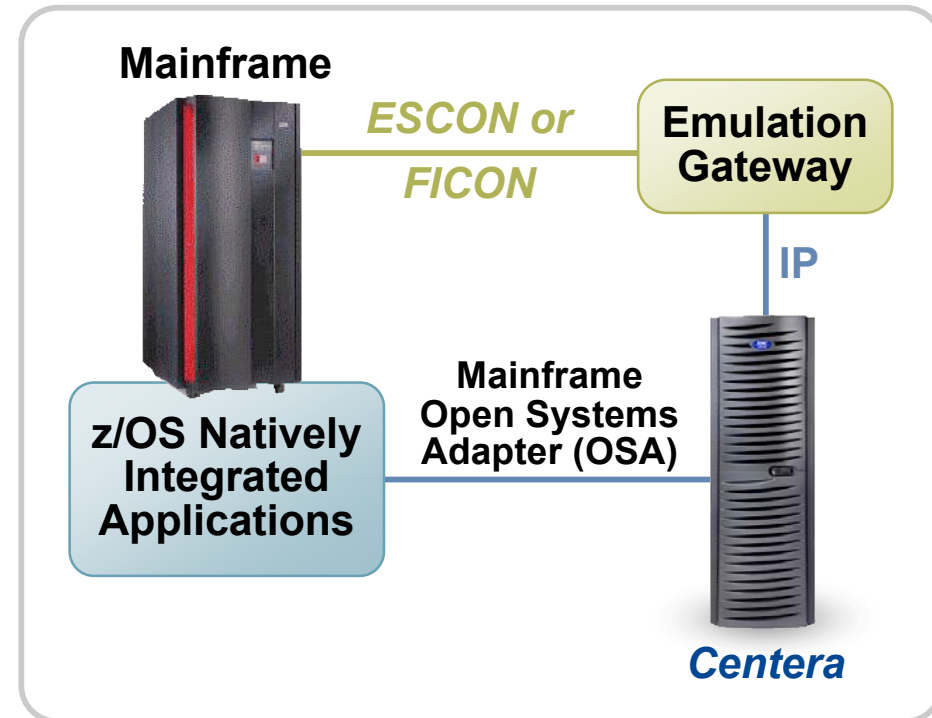 Mainframe
ESCON or
FICON
Emulation
Gateway
IP
Mainframe
Open Systems
Adapter (OSA)
z/OS Natively
Integrated
Applications
Centera